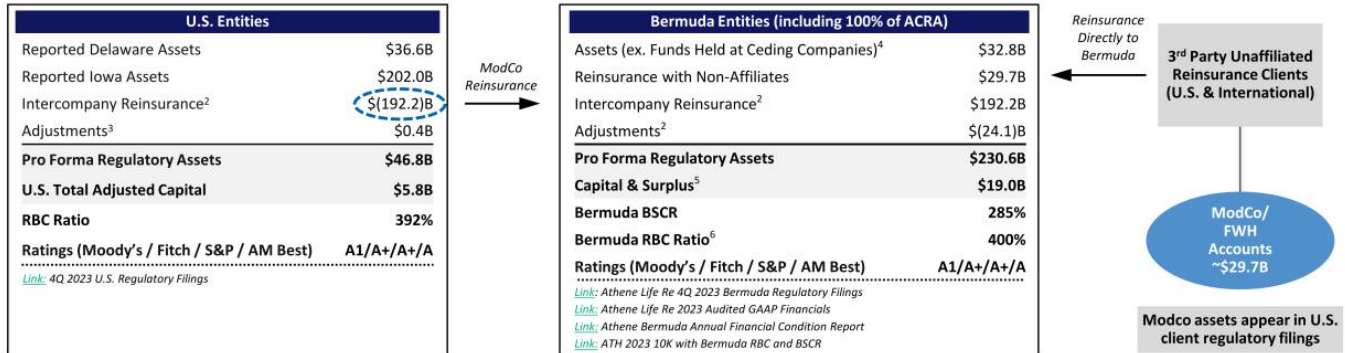 U.S. Entities
Reported Delaware Assets $36.6B
Reported Iowa Assets $202.0B
Intercompany Reinsurance2 $(192.2)B
Adjustments3 $0.4B
Pro Forma Regulatory Assets $46.8B
U.S. Total Adjusted Capital $5.8B
RBC Ratio 392%
Ratings (Moody's / Fitch / S&P / AM Best) A1/A+/A+/A
Link: 4Q 2023 U.S. Regulatory Filings
ModCo
Reinsurance
Bermuda Entities (including 100% of ACRA)
Assets (ex. Funds Held at Ceding Companies)4 $32.8B
Reinsurance with Non-Affiliates $29.7B
Intercompany Reinsurance2 $192.2B
Adjustments2 $(24.1)B
Pro Forma Regulatory Assets $230.6B
Capital & Surplus5 $19.0B
Bermuda BSCR 285%
Bermuda RBC Ratio6 400%
Ratings (Moody's / Fitch / S&P / AM Best) A1/A+/A+/A
Link: Athene Life Re 4Q 2023 Bermuda Regulatory Filings
Link: Athene Life Re 2023 Audited GAAP Financials
Link: Athene Bermuda Annual Financial Condition Report
Link: ATH 2023 10K with Bermuda RBC and BSCR
Reinsurance
Directly to
Bermuda
3rd Party Unaffiliated
Reinsurance Clients
(U.S. & International)
ModCo/
FWH
Accounts
~$29.7B
Modco assets appear in U.S.
client regulatory filings